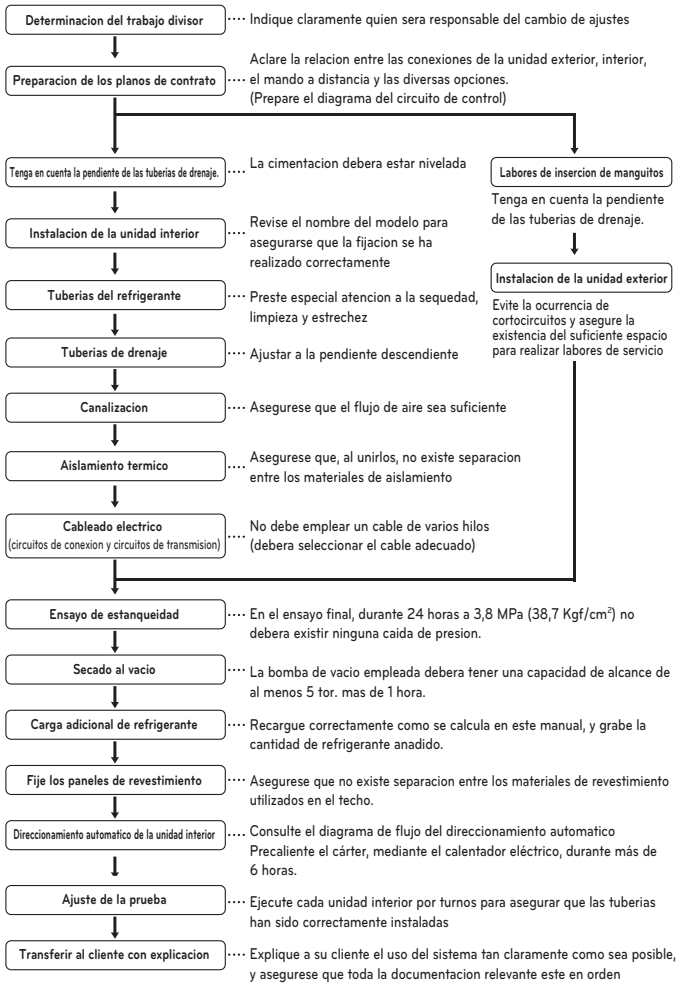 Determinacion del trabajo divisor
Indique claramente quien sera responsable del cambio de ajustes
Preparacion de los planos de contrato
Aclare la relacion entre las conexiones de la unidad exterior, interior,
el mando a distancia y las diversas opciones.
(Prepare el diagrama del circuito de control)
Tenga en cuenta la pendiente de las tuberias de drenaje.
La cimentacion debera estar nivelada
Labores de insercion de manguitos
Tenga en cuenta la pendiente
de las tuberias de drenaje.
Instalacion de la unidad interior
Revise el nombre del modelo para
asegurarse que la fijacion se ha
realizado correctamente
Instalacion de la unidad exterior
Evite la ocurrencia de
cortocircuitos y asegure la
existencia del suficiente espacio
para realizar labores de servicio
Tuberias del refrigerante
Preste especial atencion a la sequedad,
limpieza y estrechez
Tuberias de drenaje
Ajustar a la pendiente descendiente
Canalizacion
Asegurese que el flujo de aire sea suficiente
Aislamiento termico
Asegurese que, al unirlos, no existe separacion
entre los materiales de aislamiento
Cableado electrico
(circuitos de conexion y circuitos de transmision)
No debe emplear un cable de varios hilos
(debera seleccionar el cable adecuado)
Ensayo de estanqueidad
En el ensayo final, durante 24 horas a 3,8 MPa (38,7 Kgf/cm²) no
debera existir ninguna caida de presion.
Secado al vacio
La bomba de vacio empleada debera tener una capacidad de alcance de
al menos 5 tor. mas de 1 hora.
Carga adicional de refrigerante
Recargue correctamente como se calcula en este manual, y grabe la
cantidad de refrigerante anadido.
Fije los paneles de revestimiento
Asegurese que no existe separacion entre los materiales de revestimiento
utilizados en el techo.
Direccionamiento automatico de la unidad interior
Consulte el diagrama de flujo del direccionamiento automatico
Precaliente el cárter, mediante el calentador eléctrico, durante más de
6 horas.
Ajuste de la prueba
Ejecute cada unidad interior por turnos para asegurar que las tuberias
han sido correctamente instaladas
Transferir al cliente con explicacion
Explique a su cliente el uso del sistema tan claramente como sea posible,
y asegurese que toda la documentacion relevante este en orden